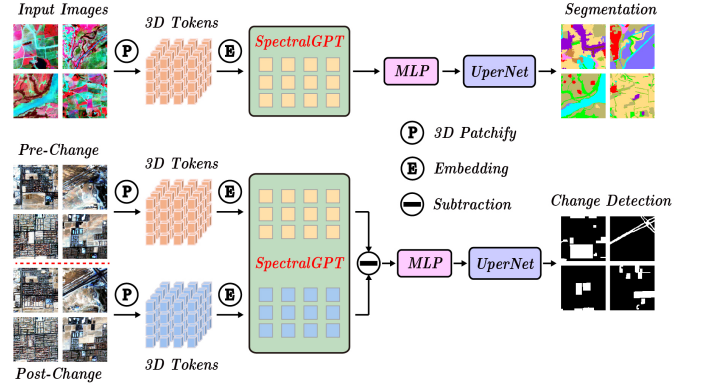 Input Images
3D Tokens
Segmentation
P
E
SpectralGPT
MLP
UperNet
P 3D Patchify
E Embedding
Subtraction
Pre-Change
3D Tokens
Change Detection
P
E
SpectralGPT
MLP
UperNet
P
E
3D Tokens
Post-Change